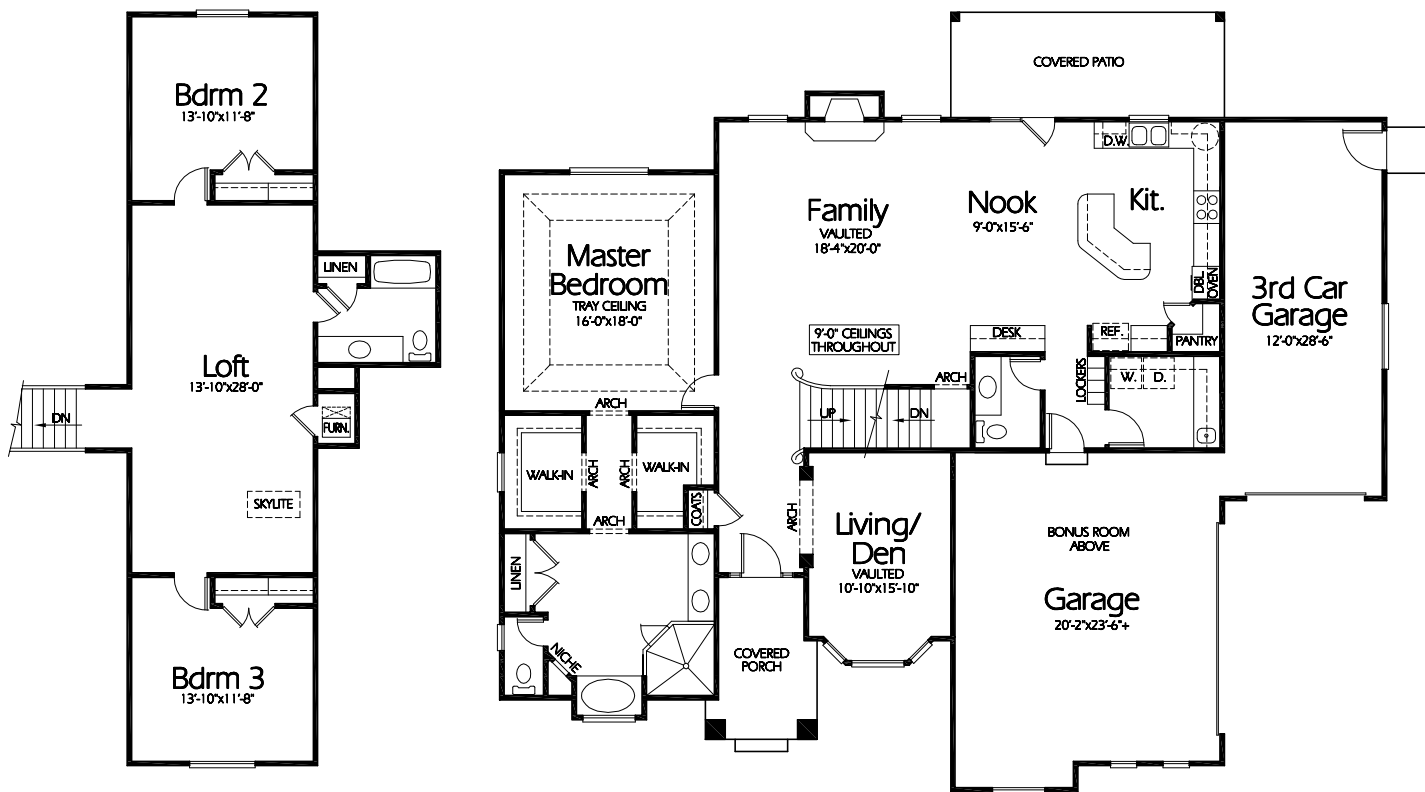 Bdrm 2
13'-10"x11'-8"
LINEN
Loft
13'-10"x28'-0"
DN
FURN.
SKYLITE
Bdrm 3
13'-10"x11'-8"
COVERED PATIO
D.W.
Family
VAULTED
18'-4"x20'-0"
Nook
9'-0"x15'-6"
Kit.
DBL.
OVEN
Master
Bedroom
TRAY CEILING
16'-0"x18'-0"
3rd Car
Garage
12'-0"x28'-6"
9'-0" CEILINGS
THROUGHOUT
DESK
REF.
PANTRY
ARCH
ARCH
LOCKERS
W.
D.
UP
DN
WALK-IN
ARCH
ARCH
WALK-IN
COATS
ARCH
ARCH
Living/
Den
VAULTED
10'-10"x15'-10"
BONUS ROOM
ABOVE
LINEN
Garage
20'-2"x23'-6"+
NICHE
COVERED
PORCH